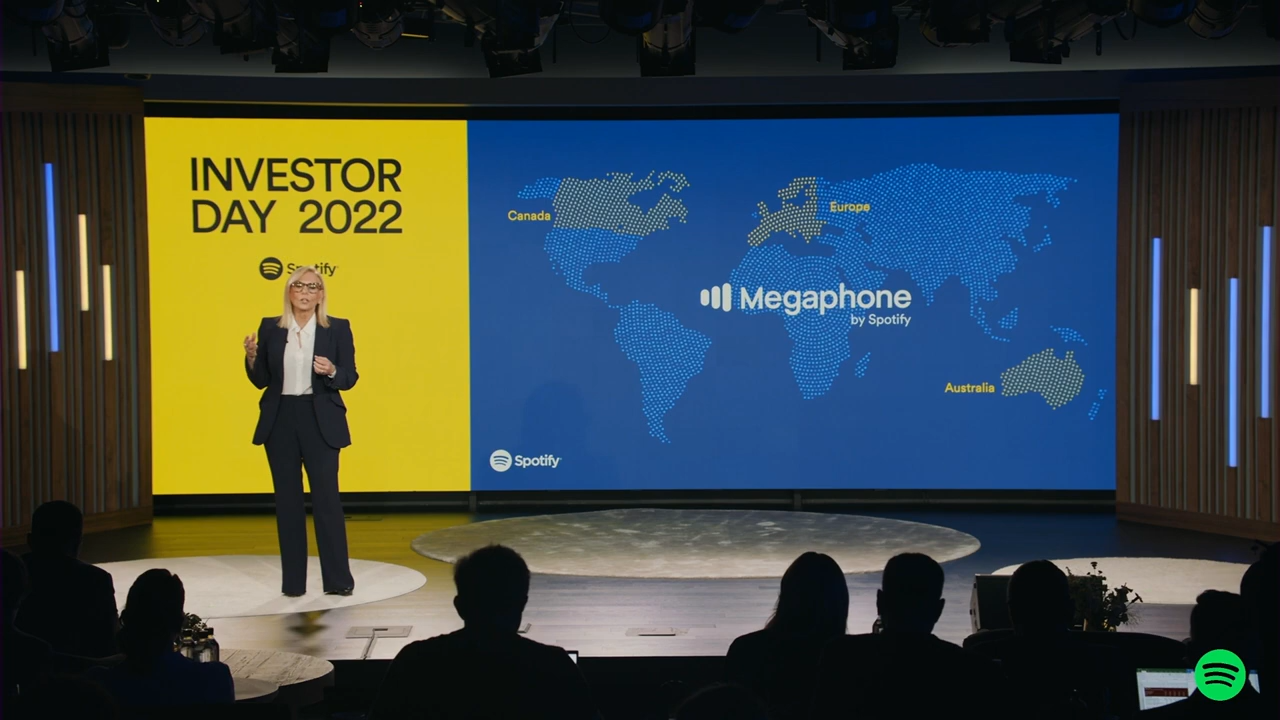 INVESTOR
DAY 2022
Spotify
Canada
Europe
Megaphone
by Spotify
Australia
Spotify